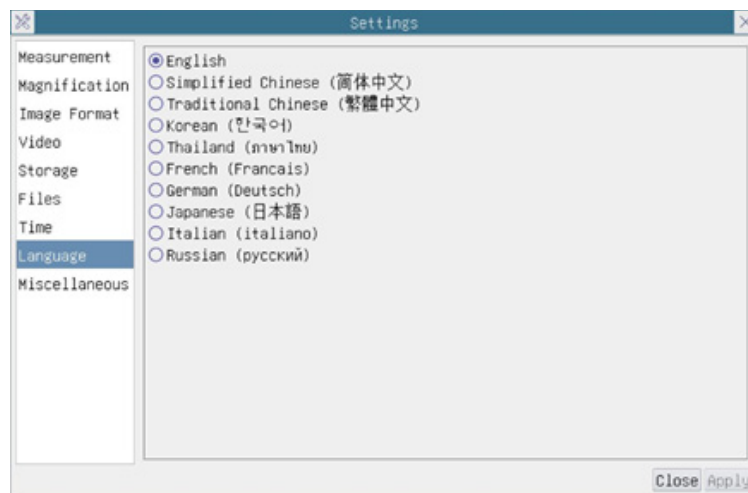 Settings
Measurement
Magnification
Image Format
Video
Storage
Files
Time
Language
Miscellaneous
English
Simplified Chinese (简体中文)
Traditional Chinese (繁體中文)
Korean (한국어)
Thailand (ภาษาไทย)
French (Francais)
German (Deutsch)
Japanese (日本語)
Italian (italiano)
Russian (русский)
Close Apply